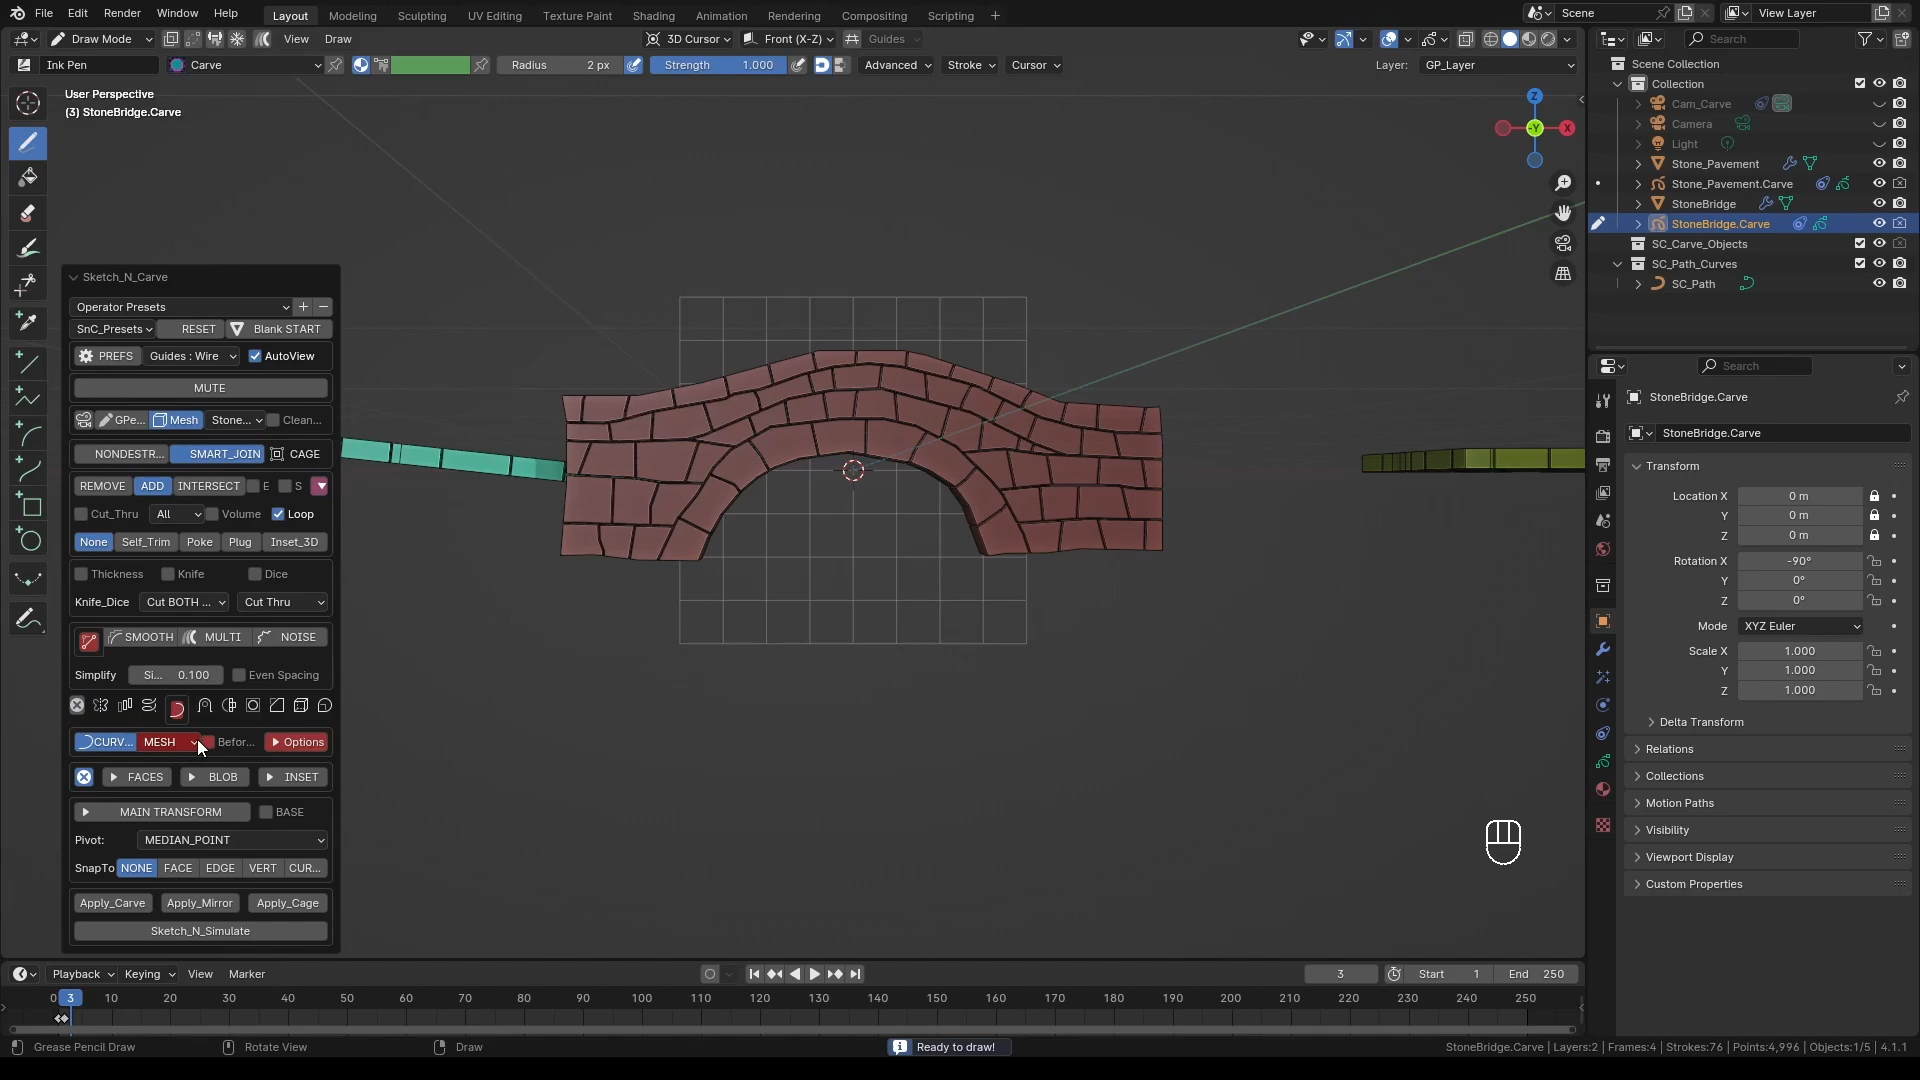 File Edit Render Window Help Layout Modeling Sculpting UV Editing Texture Paint Shading Animation Rendering Compositing Scripting + Scene View Layer
Draw Mode View Draw 3D Cursor Front (X-Z) Guides Search
Ink Pen Carve Radius 2 px Strength 1.000 Advanced Stroke Cursor Layer: GP_Layer
User Perspective
(3) StoneBridge.Carve
Z
-Y X
Scene Collection
Collection
Cam_Carve
Camera
Light
Stone_Pavement
Stone_Pavement.Carve
StoneBridge
StoneBridge.Carve
SC_Carve_Objects
SC_Path_Curves
SC_Path
Sketch_N_Carve
Operator Presets + −
SnC_Presets RESET Blank START
PREFS Guides : Wire AutoView
MUTE
GPe... Mesh Stone... Clean...
NONDESTR... SMART_JOIN CAGE
REMOVE ADD INTERSECT E S
Cut_Thru All Volume Loop
None Self_Trim Poke Plug Inset_3D
Thickness Knife Dice
Knife_Dice Cut BOTH ... Cut Thru
SMOOTH MULTI NOISE
Simplify Si... 0.100 Even Spacing
CURV... MESH Befor... Options
FACES BLOB INSET
MAIN TRANSFORM BASE
Pivot: MEDIAN_POINT
SnapTo NONE FACE EDGE VERT CUR...
Apply_Carve Apply_Mirror Apply_Cage
Sketch_N_Simulate
Search
StoneBridge.Carve
StoneBridge.Carve
Transform
Location X 0 m
Y 0 m
Z 0 m
Rotation X -90°
Y 0°
Z 0°
Mode XYZ Euler
Scale X 1.000
Y 1.000
Z 1.000
Delta Transform
Relations
Collections
Motion Paths
Visibility
Viewport Display
Custom Properties
Playback Keying View Marker 3 Start 1 End 250
0 3 10 20 30 40 50 60 70 80 90 100 110 120 130 140 150 160 170 180 190 200 210 220 230 240 250
Grease Pencil Draw Rotate View Draw Ready to draw! StoneBridge.Carve | Layers:2 | Frames:4 | Strokes:76 | Points:4,996 | Objects:1/5 | 4.1.1